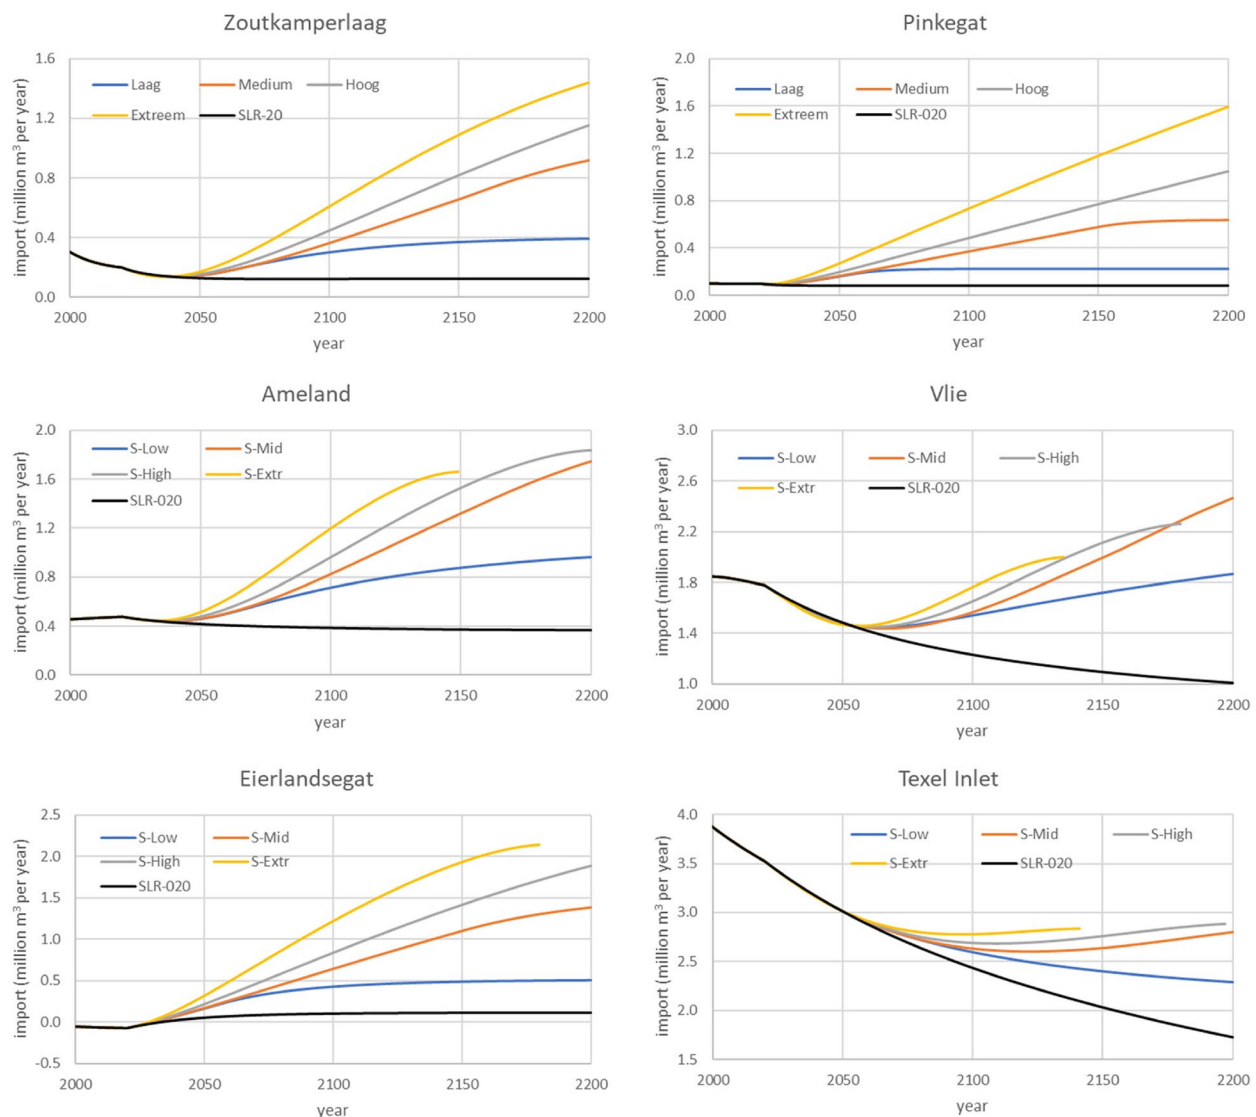 Zoutkamperlaag
import (million m³ per year)
1.6
1.2
0.8
0.4
0.0
Laag Medium Hoog
Extreem SLR-20
2000 2050 2100 2150 2200
year
Pinkegat
import (million m³ per year)
2.0
1.6
1.2
0.8
0.4
0.0
Laag Medium Hoog
Extreem SLR-020
2000 2050 2100 2150 2200
year
Ameland
import (million m³ per year)
2.0
1.6
1.2
0.8
0.4
0.0
S-Low S-Mid
S-High S-Extr
SLR-020
2000 2050 2100 2150 2200
year
Vlie
import (million m³ per year)
3.0
2.6
2.2
1.8
1.4
1.0
S-Low S-Mid S-High
S-Extr SLR-020
2000 2050 2100 2150 2200
year
Eierlandsegat
import (million m³ per year)
2.5
2.0
1.5
1.0
0.5
0.0
-0.5
S-Low S-Mid
S-High S-Extr
SLR-020
2000 2050 2100 2150 2200
year
Texel Inlet
import (million m³ per year)
4.0
3.5
3.0
2.5
2.0
1.5
S-Low S-Mid S-High
S-Extr SLR-020
2000 2050 2100 2150 2200
year